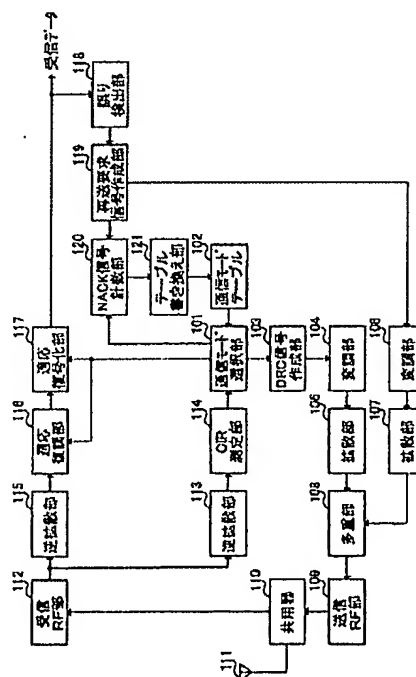 112
受信
RF部
115
逆拡散部
116
適応
復調部
117
適応
復号化部
受信データ
118
誤り
検出部
119
再送要求
信号作成部
120
NACK信号
計数部
121
テーブル
書き換え部
102
通信モード
テーブル
113
逆拡散部
114
CIR
測定部
101
通信モード
選択部
103
DRC信号
作成部
111
110
共用器
109
送信
RF部
108
多重部
105
拡散部
104
変調部
107
拡散部
106
変調部